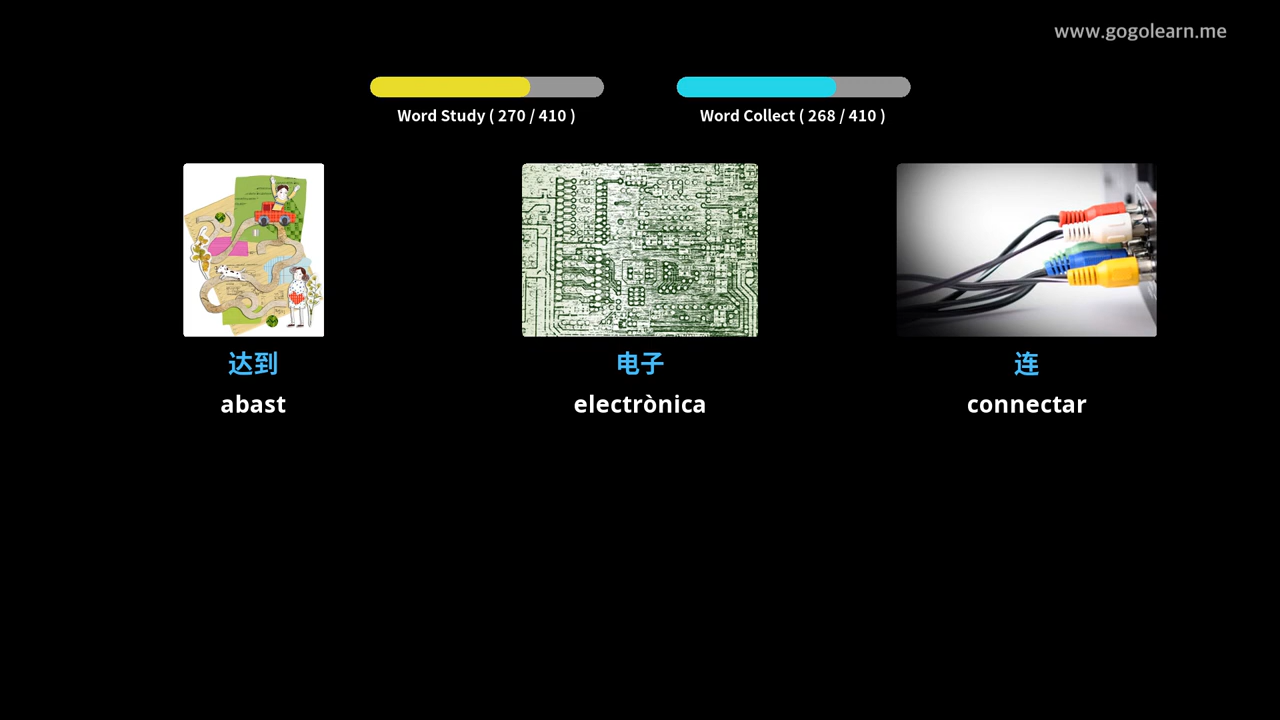 www.gogolearn.me
Word Study ( 270 / 410 )
Word Collect ( 268 / 410 )
达到
电子
连
abast
electrònica
connectar